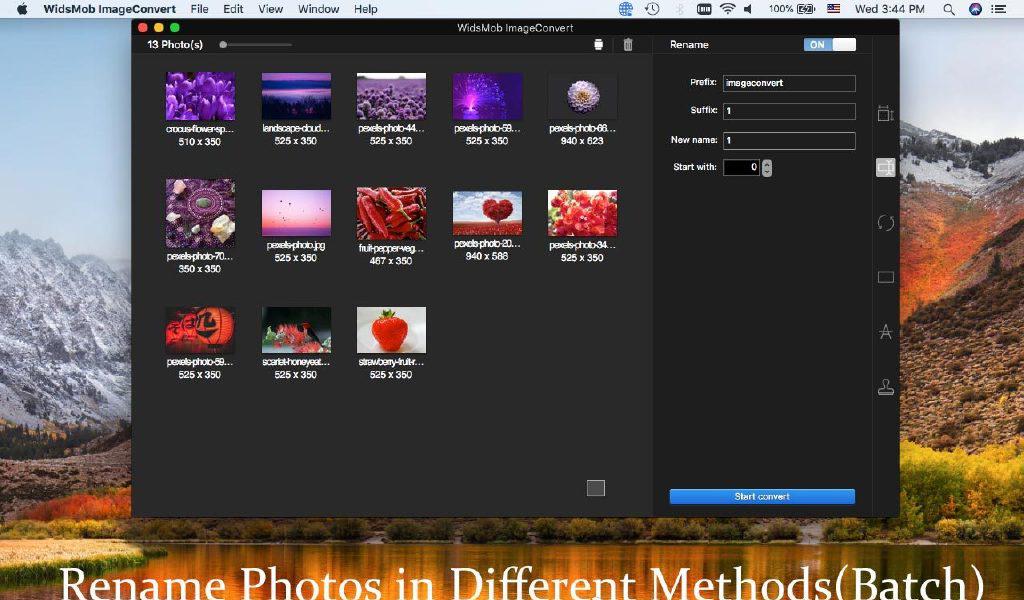 WidsMob ImageConvert File Edit View Window Help 100% Wed 3:44 PM
WidsMob ImageConvert
13 Photo(s)
Rename ON
Prefix: imageconvert
Suffix: 1
New name: 1
Start with: 0
crocus-flower-sp... landscape-cloud... pexels-photo-44... pexels-photo-59... pexels-photo-66...
510 x 350 525 x 350 525 x 350 525 x 350 940 x 623
pexels-photo-70... pexels-photo.jpg fruit-pepper-veg... pexels-photo-20... pexels-photo-34...
350 x 350 525 x 350 467 x 350 940 x 588 525 x 350
pexels-photo-59... scarlet-honeyeat... strawberry-fruit-r...
525 x 350 525 x 350 525 x 350
Start convert
Rename Photos in Different Methods(Batch)